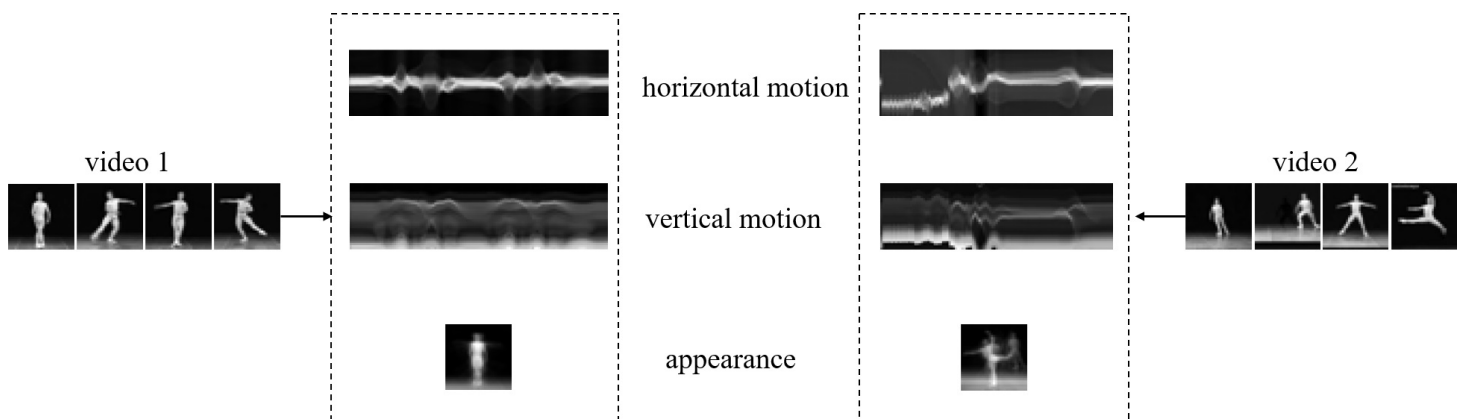 horizontal motion
video 1
video 2
vertical motion
appearance